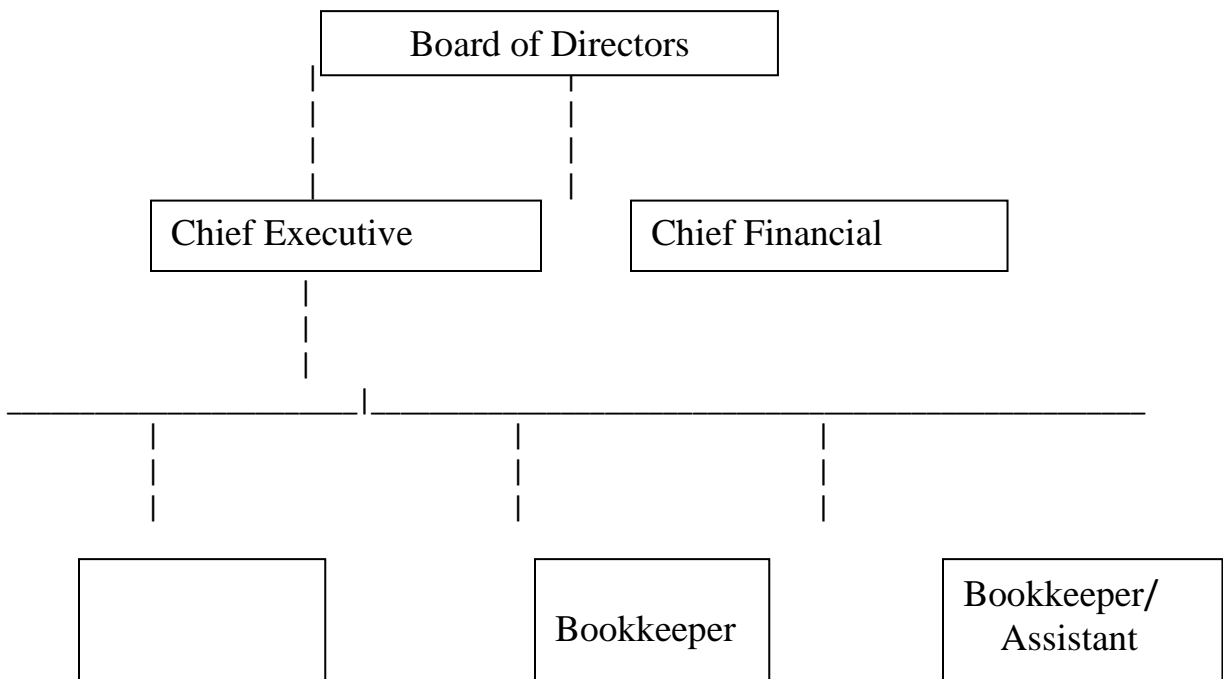 Board of Directors
Chief Executive
Chief Financial
Bookkeeper
Bookkeeper/
Assistant